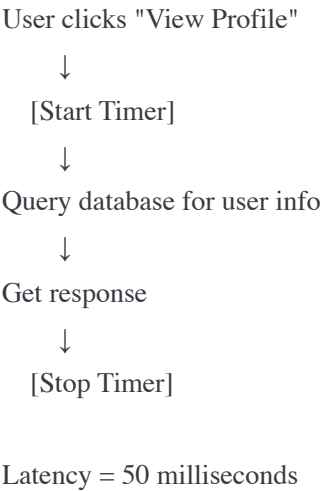 User clicks "View Profile"
↓
[Start Timer]
↓
Query database for user info
↓
Get response
↓
[Stop Timer]
Latency = 50 milliseconds